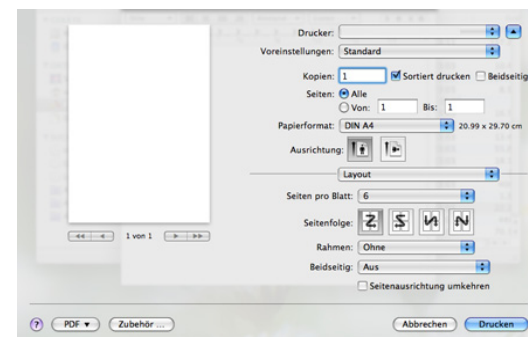 Drucker:
Voreinstellungen: Standard
Kopien: 1 Sortiert drucken Beidseitig
Seiten: Alle
Von: 1 Bis: 1
Papierformat: DIN A4 20.99 x 29.70 cm
Ausrichtung:
Layout
Seiten pro Blatt: 6
Seitenfolge:
1 von 1
Rahmen: Ohne
Beidseitig: Aus
Seitenausrichtung umkehren
? PDF Zubehör ... Abbrechen Drucken